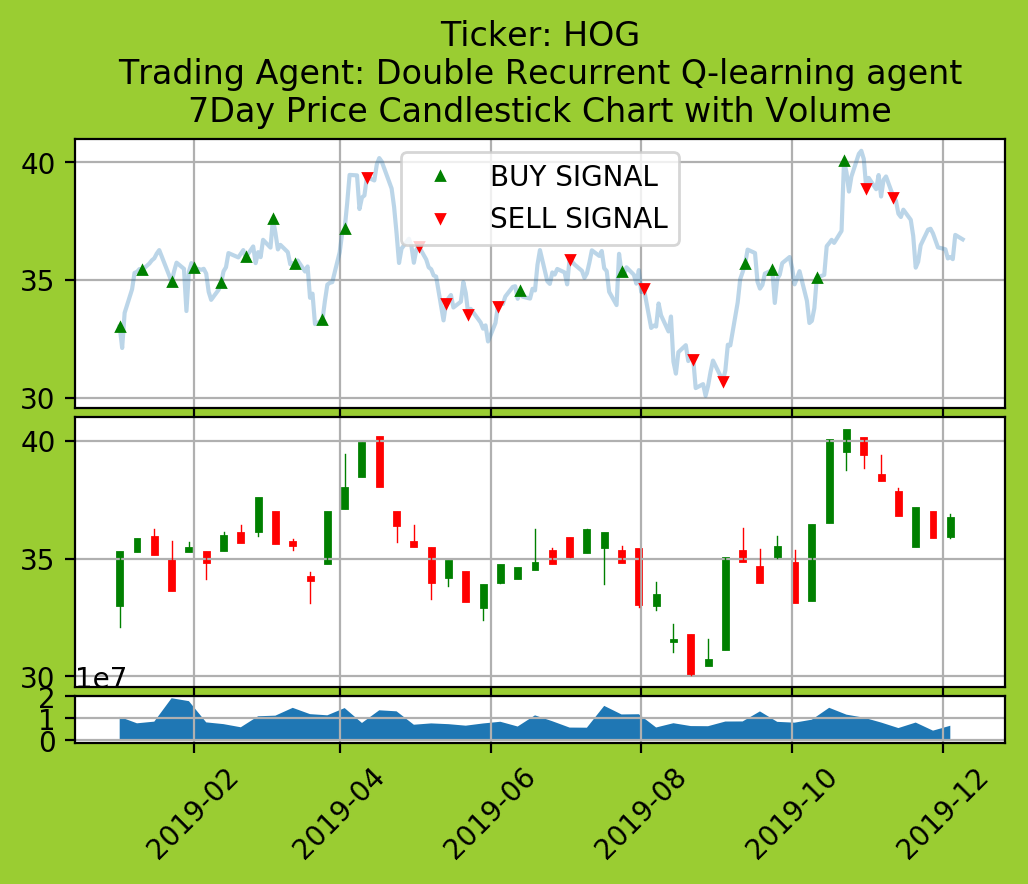 Ticker: HOG
Trading Agent: Double Recurrent Q-learning agent
7Day Price Candlestick Chart with Volume
40
35
30
BUY SIGNAL
SELL SIGNAL
40
35
30
1e7
2
1
0
2019-02
2019-04
2019-06
2019-08
2019-10
2019-12